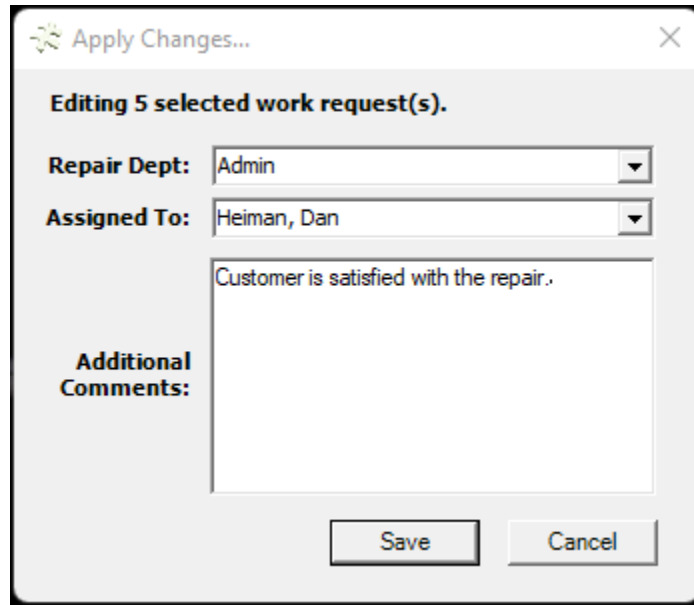 Apply Changes...
Editing 5 selected work request(s).
Repair Dept: Admin
Assigned To: Heiman, Dan
Customer is satisfied with the repair.
Additional
Comments:
Save Cancel